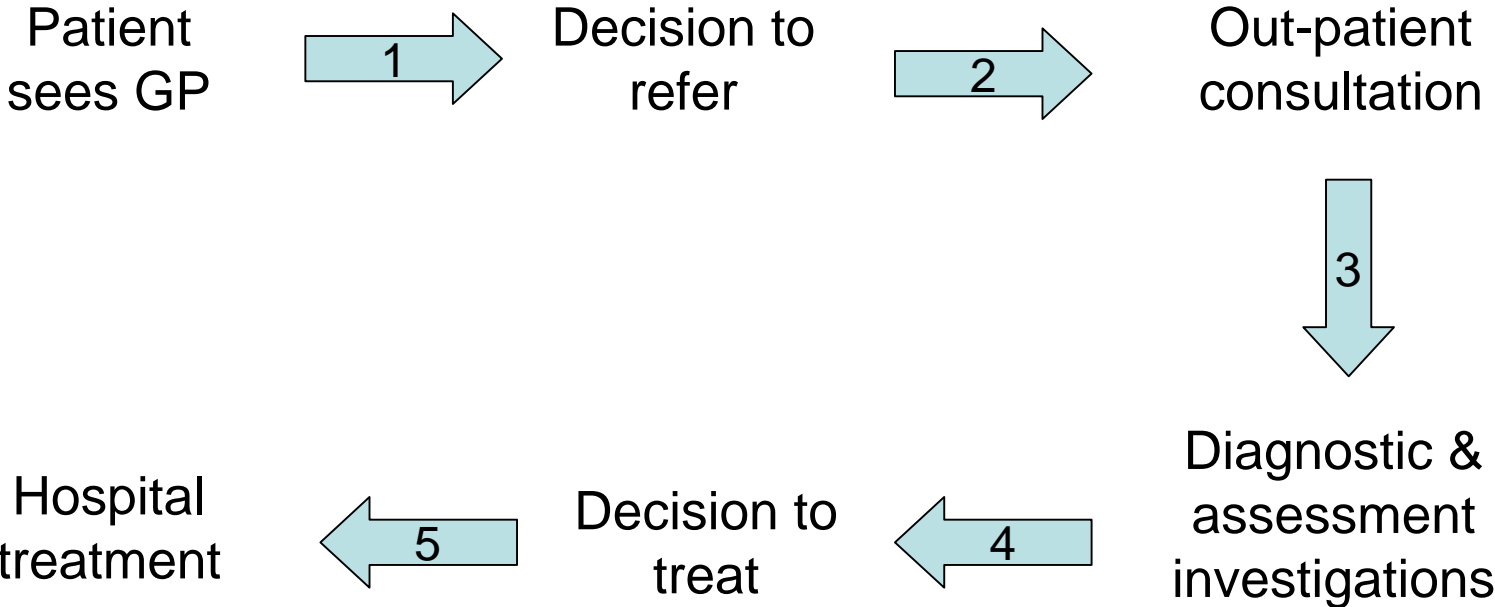 Patient
sees GP
1
Decision to
refer
2
Out-patient
consultation
3
Diagnostic &
assessment
investigations
4
Decision to
treat
5
Hospital
treatment